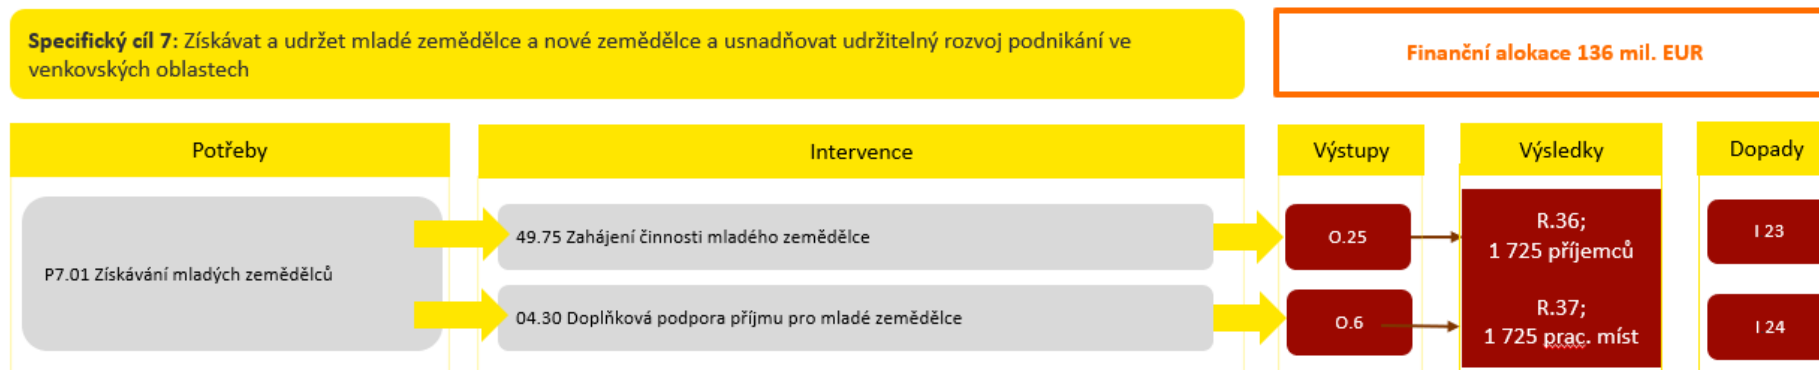 Specifický cíl 7: Získávat a udržet mladé zemědělce a nové zemědělce a usnadňovat udržitelný rozvoj podnikání ve
venkovských oblastech
Finanční alokace 136 mil. EUR
Potřeby
Intervence
Výstupy
Výsledky
Dopady
P7.01 Získávání mladých zemědělců
49.75 Zahájení činnosti mladého zemědělce
O.25
R.36;
1 725 příjemců
I 23
04.30 Doplňková podpora příjmu pro mladé zemědělce
O.6
R.37;
1 725 prac. míst
I 24